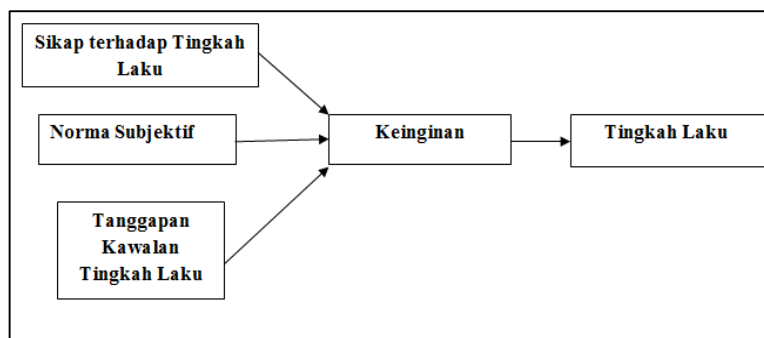 Sikap terhadap Tingkah
Laku
Norma Subjektif
Keinginan
Tingkah Laku
Tanggapan
Kawalan
Tingkah Laku